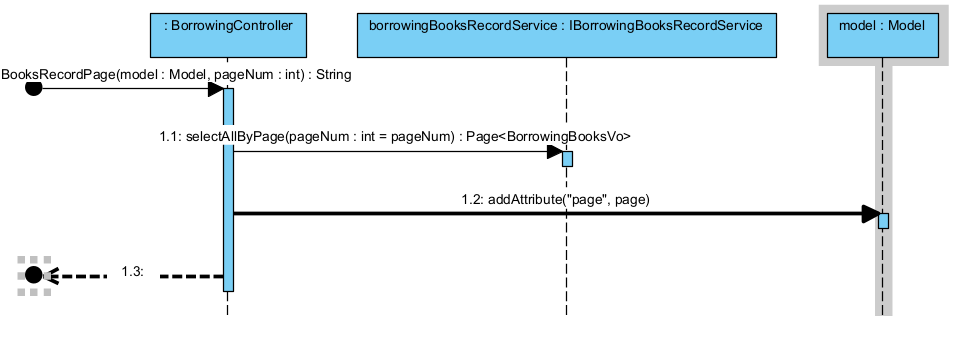 : BorrowingController
borrowingBooksRecordService : IBorrowingBooksRecordService
model : Model
BooksRecordPage(model : Model, pageNum : int) : String
1.1: selectAllByPage(pageNum : int = pageNum) : Page<BorrowingBooksVo>
1.2: addAttribute("page", page)
1.3: